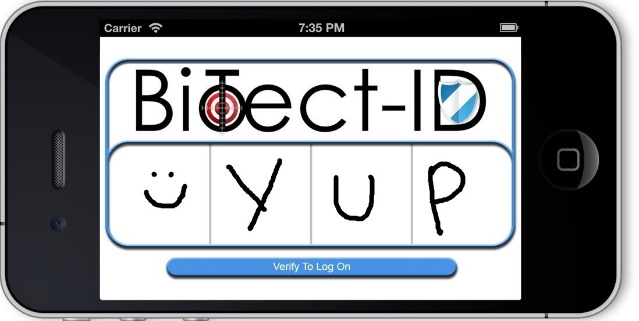 Carrier 7:35 PM
BioTect-ID
Y U P
Verify To Log On